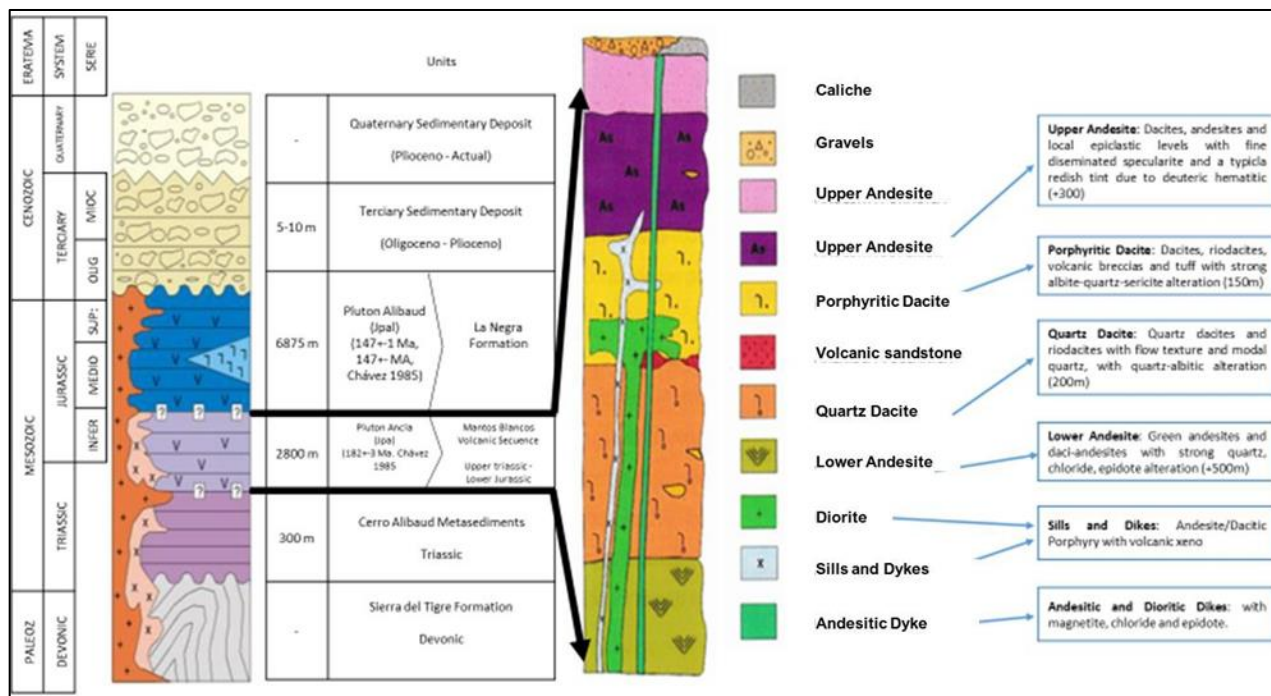 ERATEMA
SYSTEM
SERIE
Units
CENOZOIC
QUATERNARY
TERCIARY
MIOC
OLIG
MESOZOIC
JURASSIC
SUP:
MEDIO
INFER
TRIASSIC
PALEOZ
DEVONIC
-
Quaternary Sedimentary Deposit
(Plioceno - Actual)
5-10 m
Terciary Sedimentary Deposit
(Oligoceno - Plioceno)
6875 m
Pluton Alibaud
(Jpal)
(147+-1 Ma,
147+- MA,
Chávez 1985)
La Negra
Formation
2800 m
Pluton Ancla
(Jpa)
(182+-3 Ma. Chávez
1985
Mantos Blancos
Volcanic Secuence
Upper triassic -
Lower Jurassic
300 m
Cerro Alibaud Metasediments
Triassic
-
Sierra del Tigre Formation
Devonic
V V
V
V V
V
? ? ?
V V
V
V V
? ?
x
x
x
x
x
x
As As
As
As As
x
x
x
x
Caliche
Gravels
Upper Andesite
As
Upper Andesite
Porphyritic Dacite
Volcanic sandstone
Quartz Dacite
Lower Andesite
Diorite
X
Sills and Dykes
Andesitic Dyke
Upper Andesite: Dacites, andesites and
local epiclastic levels with fine
diseminated specularite and a typicla
redish tint due to deuteric hematitic
(+300)
Porphyritic Dacite: Dacites, riodacites,
volcanic breccias and tuff with strong
albite-quartz-sericite alteration (150m)
Quartz Dacite: Quartz dacites and
riodacites with flow texture and modal
quartz, with quartz-albitic alteration
(200m)
Lower Andesite: Green andesites and
daci-andesites with strong quartz,
chloride, epidote alteration (+500m)
Sills and Dikes: Andesite/Dacitic
Porphyry with volcanic xeno
Andesitic and Dioritic Dikes: with
magnetite, chloride and epidote.